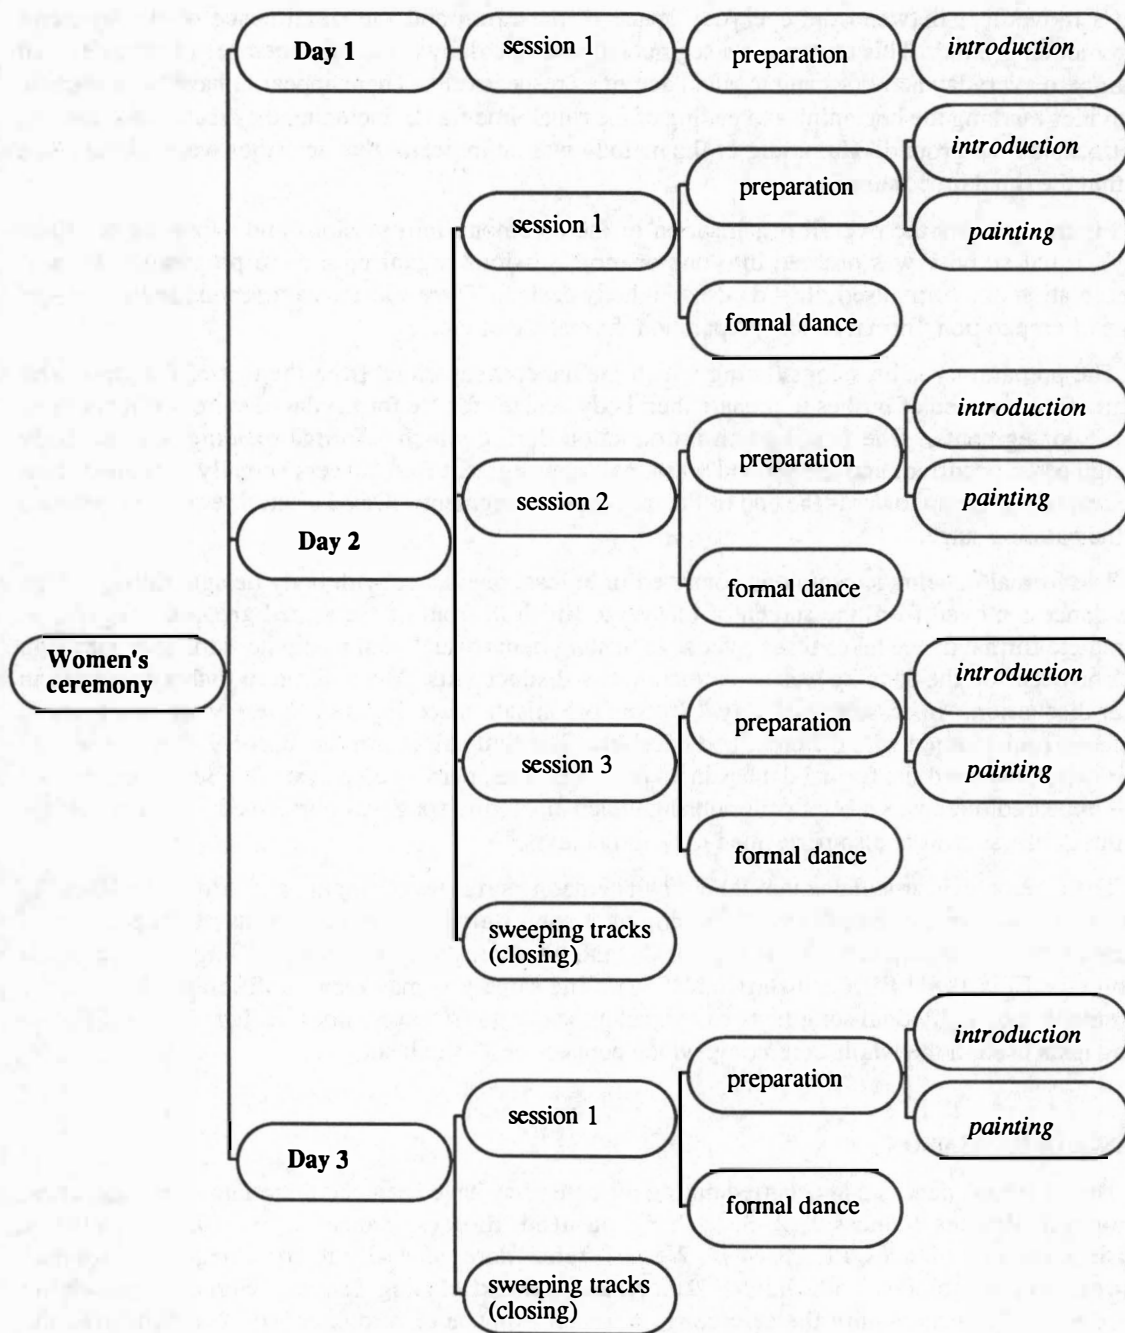 Day 1
session 1
preparation
introduction
introduction
preparation
session 1
painting
formal dance
introduction
preparation
session 2
painting
Day 2
formal dance
Women's
ceremony
introduction
preparation
session 3
painting
formal dance
sweeping tracks
(closing)
introduction
preparation
session 1
painting
Day 3
formal dance
sweeping tracks
(closing)